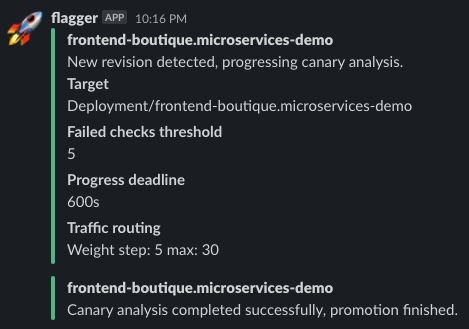 flagger APP 10:16 PM
frontend-boutique.microservices-demo
New revision detected, progressing canary analysis.
Target
Deployment/frontend-boutique.microservices-demo
Failed checks threshold
5
Progress deadline
600s
Traffic routing
Weight step: 5 max: 30
frontend-boutique.microservices-demo
Canary analysis completed successfully, promotion finished.